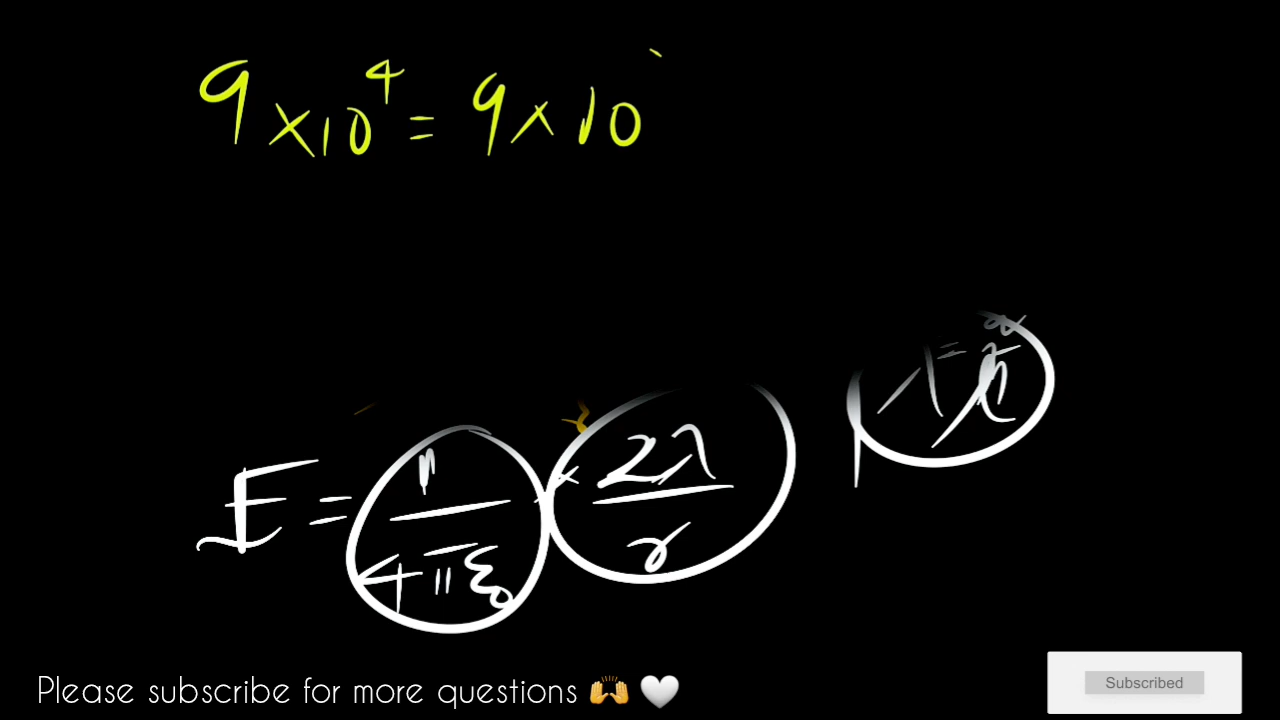 9 × 10⁴ = 9 × 10
E = 1/4πε₀ × 2λ/r
Please subscribe for more questions 🙌 🤍
Subscribed